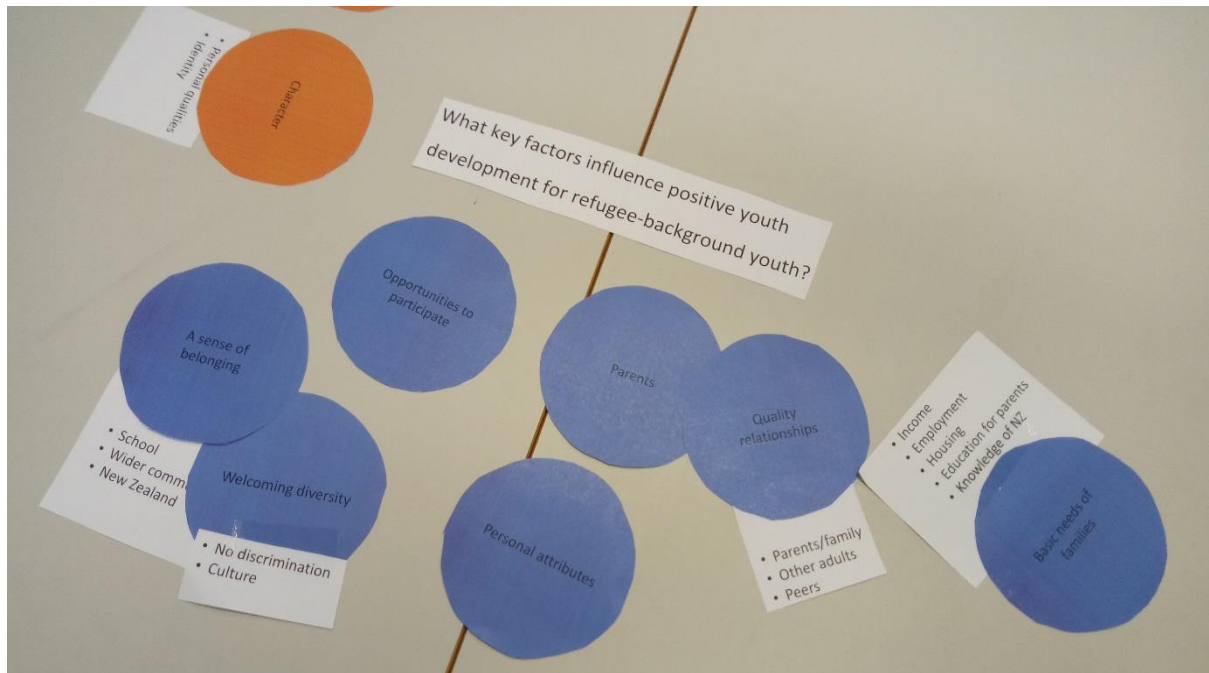 • Personal qualities
• Identity
Character
What key factors influence positive youth
development for refugee-background youth?
Opportunities to
participate
A sense of
belonging
• School
• Wider comm
• New Zealand
Welcoming diversity
• No discrimination
• Culture
Parents
Quality
relationships
• Parents/family
• Other adults
• Peers
Personal attributes
• Income
• Employment
• Housing
• Education for parents
• Knowledge of NZ
Basic needs of
families